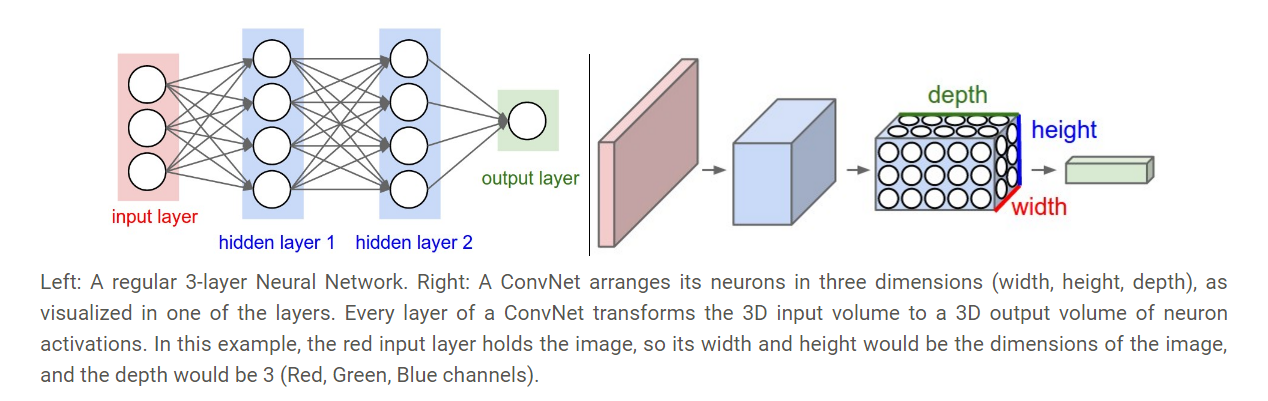 input layer
hidden layer 1
hidden layer 2
output layer
depth
height
width
Left: A regular 3-layer Neural Network. Right: A ConvNet arranges its neurons in three dimensions (width, height, depth), as
visualized in one of the layers. Every layer of a ConvNet transforms the 3D input volume to a 3D output volume of neuron
activations. In this example, the red input layer holds the image, so its width and height would be the dimensions of the image,
and the depth would be 3 (Red, Green, Blue channels).